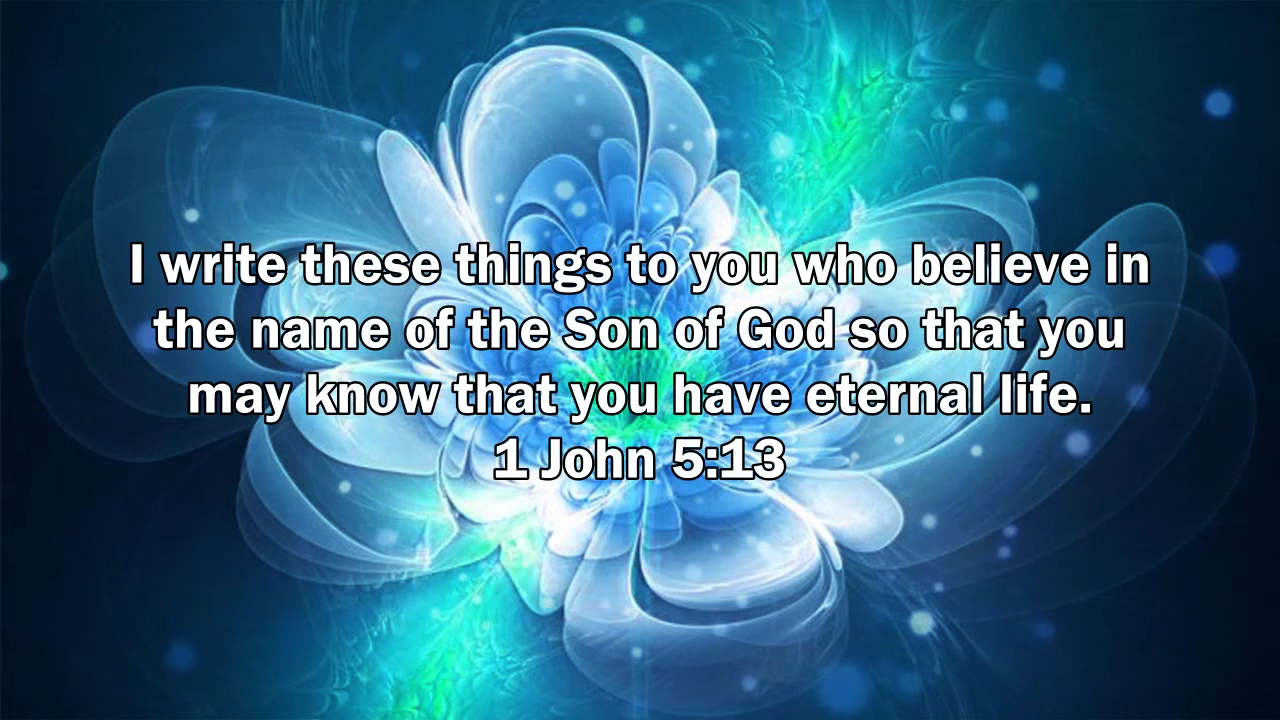 I write these things to you who believe in
the name of the Son of God so that you
may know that you have eternal life.
1 John 5:13